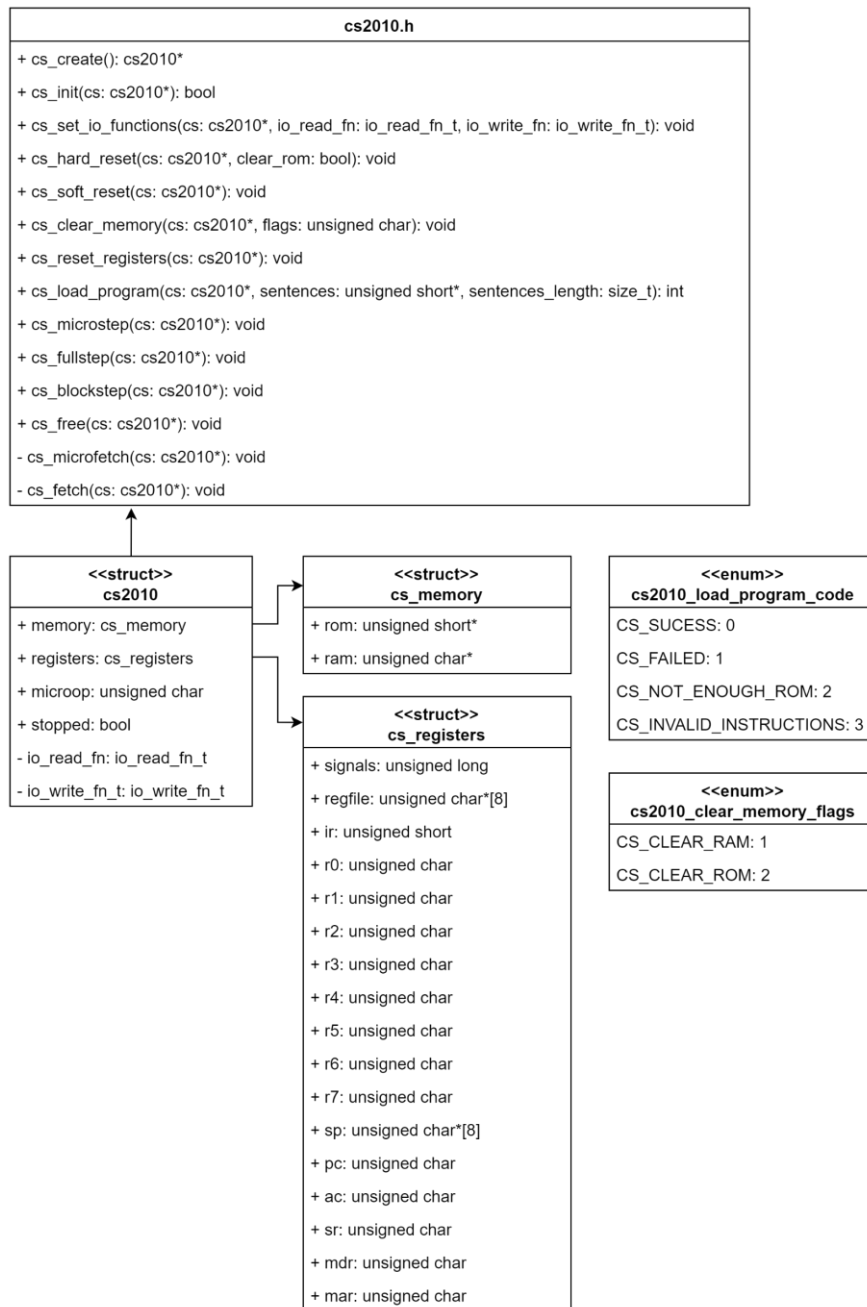 cs2010.h
+ cs_create(): cs2010*
+ cs_init(cs: cs2010*): bool
+ cs_set_io_functions(cs: cs2010*, io_read_fn: io_read_fn_t, io_write_fn: io_write_fn_t): void
+ cs_hard_reset(cs: cs2010*, clear_rom: bool): void
+ cs_soft_reset(cs: cs2010*): void
+ cs_clear_memory(cs: cs2010*, flags: unsigned char): void
+ cs_reset_registers(cs: cs2010*): void
+ cs_load_program(cs: cs2010*, sentences: unsigned short*, sentences_length: size_t): int
+ cs_microstep(cs: cs2010*): void
+ cs_fullstep(cs: cs2010*): void
+ cs_blockstep(cs: cs2010*): void
+ cs_free(cs: cs2010*): void
- cs_microfetch(cs: cs2010*): void
- cs_fetch(cs: cs2010*): void
<<struct>>
cs2010
+ memory: cs_memory
+ registers: cs_registers
+ microop: unsigned char
+ stopped: bool
- io_read_fn: io_read_fn_t
- io_write_fn_t: io_write_fn_t
<<struct>>
cs_memory
+ rom: unsigned short*
+ ram: unsigned char*
<<enum>>
cs2010_load_program_code
CS_SUCESS: 0
CS_FAILED: 1
CS_NOT_ENOUGH_ROM: 2
CS_INVALID_INSTRUCTIONS: 3
<<struct>>
cs_registers
+ signals: unsigned long
+ regfile: unsigned char*[8]
+ ir: unsigned short
+ r0: unsigned char
+ r1: unsigned char
+ r2: unsigned char
+ r3: unsigned char
+ r4: unsigned char
+ r5: unsigned char
+ r6: unsigned char
+ r7: unsigned char
+ sp: unsigned char*[8]
+ pc: unsigned char
+ ac: unsigned char
+ sr: unsigned char
+ mdr: unsigned char
+ mar: unsigned char
<<enum>>
cs2010_clear_memory_flags
CS_CLEAR_RAM: 1
CS_CLEAR_ROM: 2